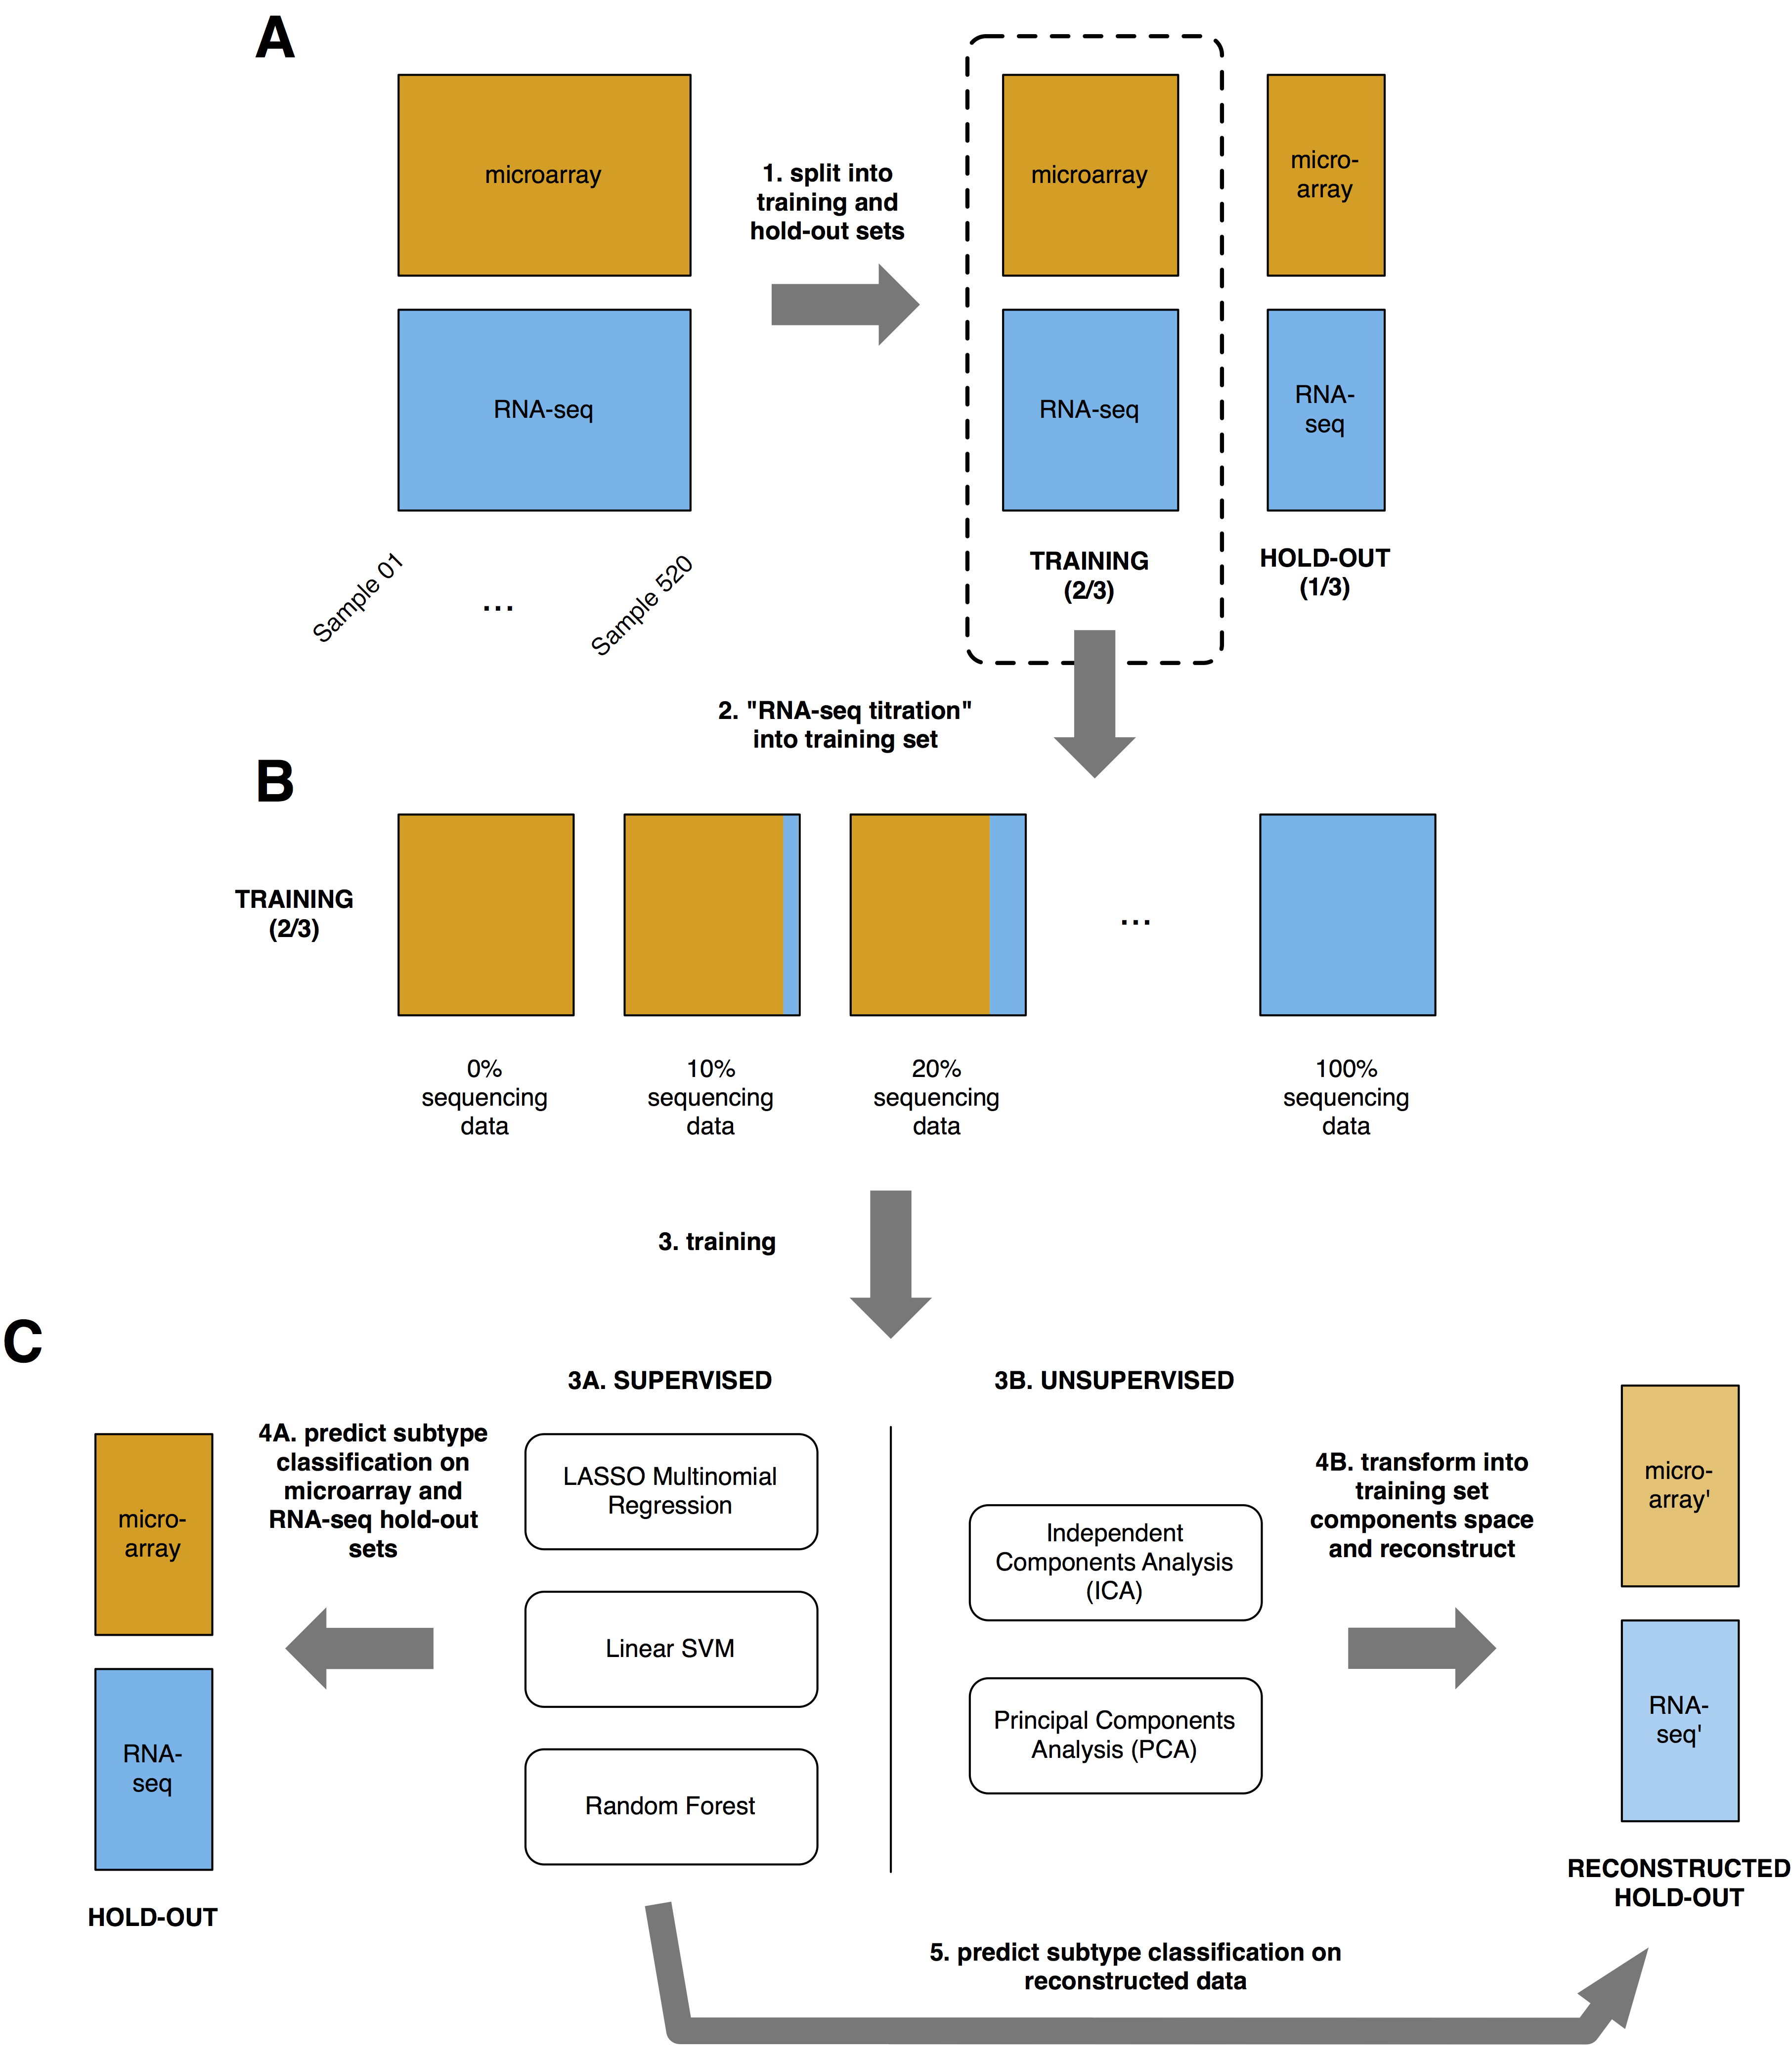 A
microarray
RNA-seq
Sample 01
...
Sample 520
1. split into
training and
hold-out sets
microarray
RNA-seq
TRAINING
(2/3)
micro-
array
RNA-
seq
HOLD-OUT
(1/3)
2. "RNA-seq titration"
into training set
B
TRAINING
(2/3)
...
0%
sequencing
data
10%
sequencing
data
20%
sequencing
data
100%
sequencing
data
3. training
C
3A. SUPERVISED
LASSO Multinomial
Regression
Linear SVM
Random Forest
3B. UNSUPERVISED
Independent
Components Analysis
(ICA)
Principal Components
Analysis (PCA)
4A. predict subtype
classification on
microarray and
RNA-seq hold-out
sets
micro-
array
RNA-
seq
HOLD-OUT
4B. transform into
training set
components space
and reconstruct
micro-
array'
RNA-
seq'
RECONSTRUCTED
HOLD-OUT
5. predict subtype classification on
reconstructed data